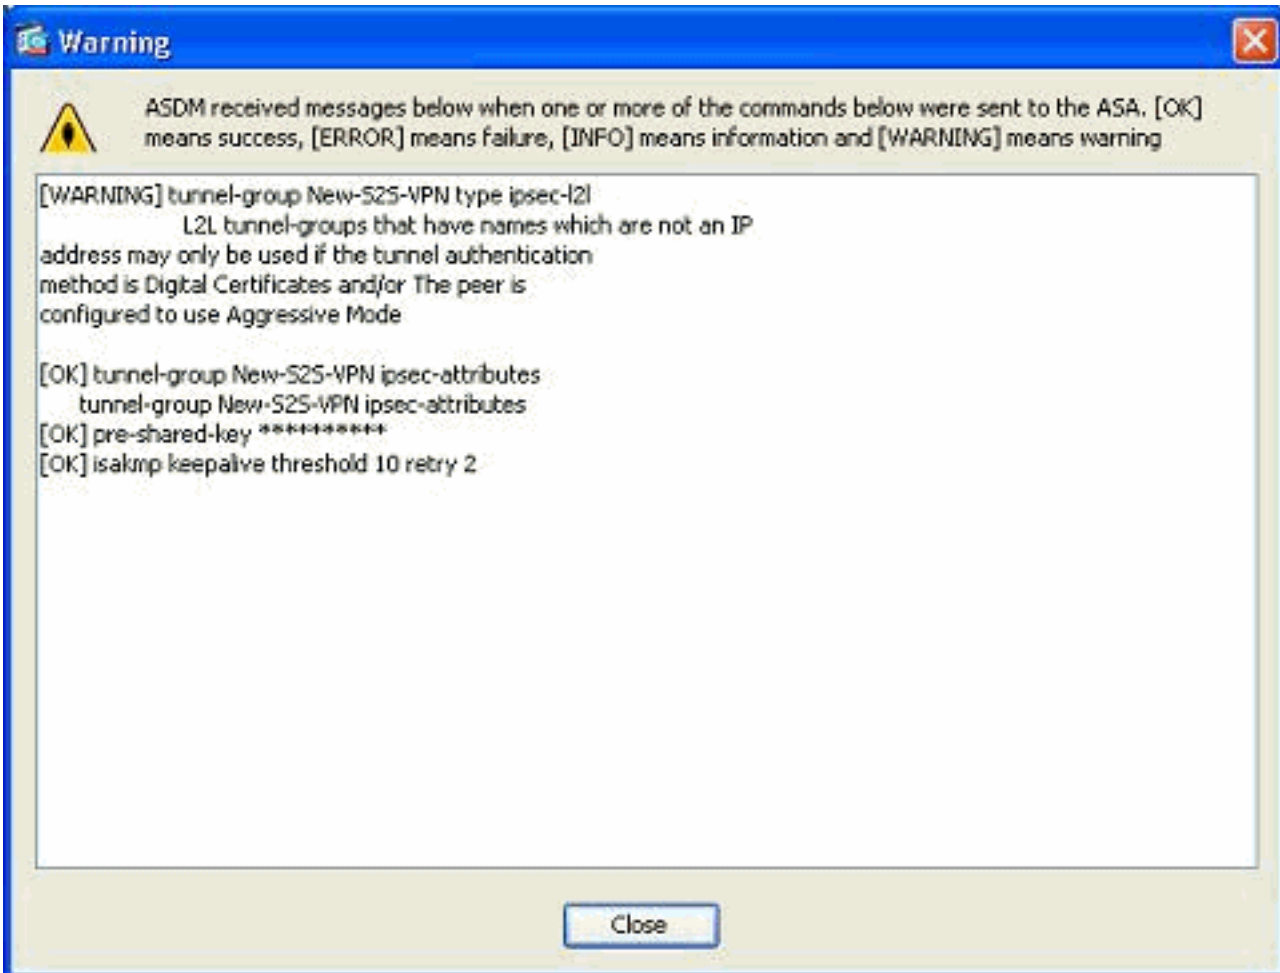 Warning
ASDM received messages below when one or more of the commands below were sent to the ASA. [OK]
means success, [ERROR] means failure, [INFO] means information and [WARNING] means warning
[WARNING] tunnel-group New-S2S-VPN type ipsec-l2l
L2L tunnel-groups that have names which are not an IP
address may only be used if the tunnel authentication
method is Digital Certificates and/or The peer is
configured to use Aggressive Mode
[OK] tunnel-group New-S2S-VPN ipsec-attributes
tunnel-group New-S2S-VPN ipsec-attributes
[OK] pre-shared-key **********
[OK] isakmp keepalive threshold 10 retry 2
Close